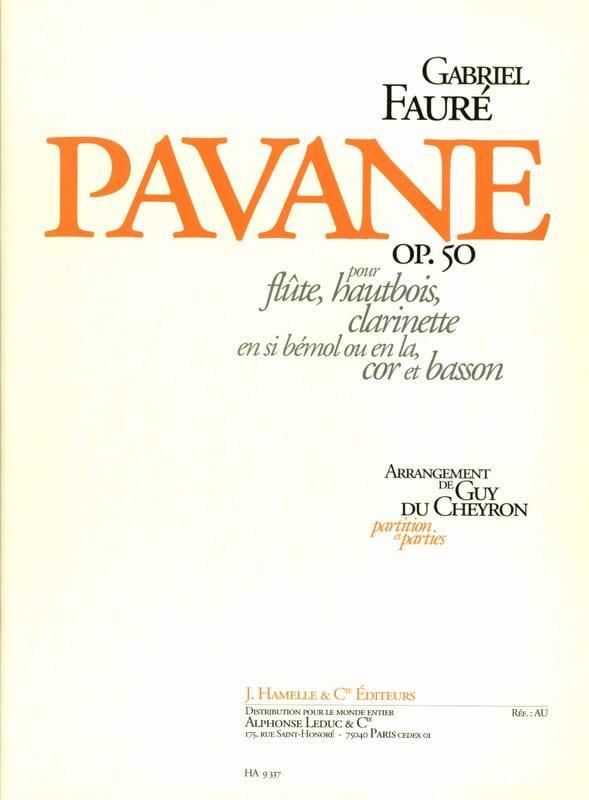 GABRIEL
FAURÉ
PAVANE
OP. 50
pour
flûte, hautbois,
clarinette
en si bémol ou en la,
cor et basson
ARRANGEMENT
DE
GUY
DU CHEYRON
partition
et
parties
J. HAMELLE & CIE ÉDITEURS
DISTRIBUTION POUR LE MONDE ENTIER
ALPHONSE LEDUC & CIE
175, RUE SAINT-HONORÉ - 75040 PARIS CEDEX 01
RÉF. : AU
HA 9 337